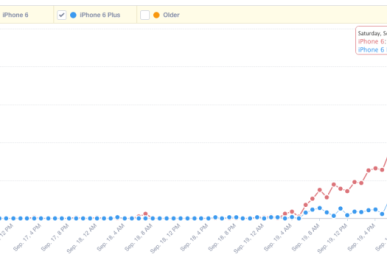 iPhone 6
iPhone 6 Plus
Older
Saturday, S
iPhone 6:
iPhone 6
12 PM
Sep. 17, 4 PM
Sep. 17, 8 PM
Sep. 18, 12 AM
Sep. 18, 4 AM
Sep. 18, 8 AM
Sep. 18, 12 PM
Sep. 18, 4 PM
Sep. 18, 8 PM
Sep. 19, 12 AM
Sep. 19, 4 AM
Sep. 19, 8 AM
Sep. 19, 12 PM
Sep. 19, 4 PM
Sep.